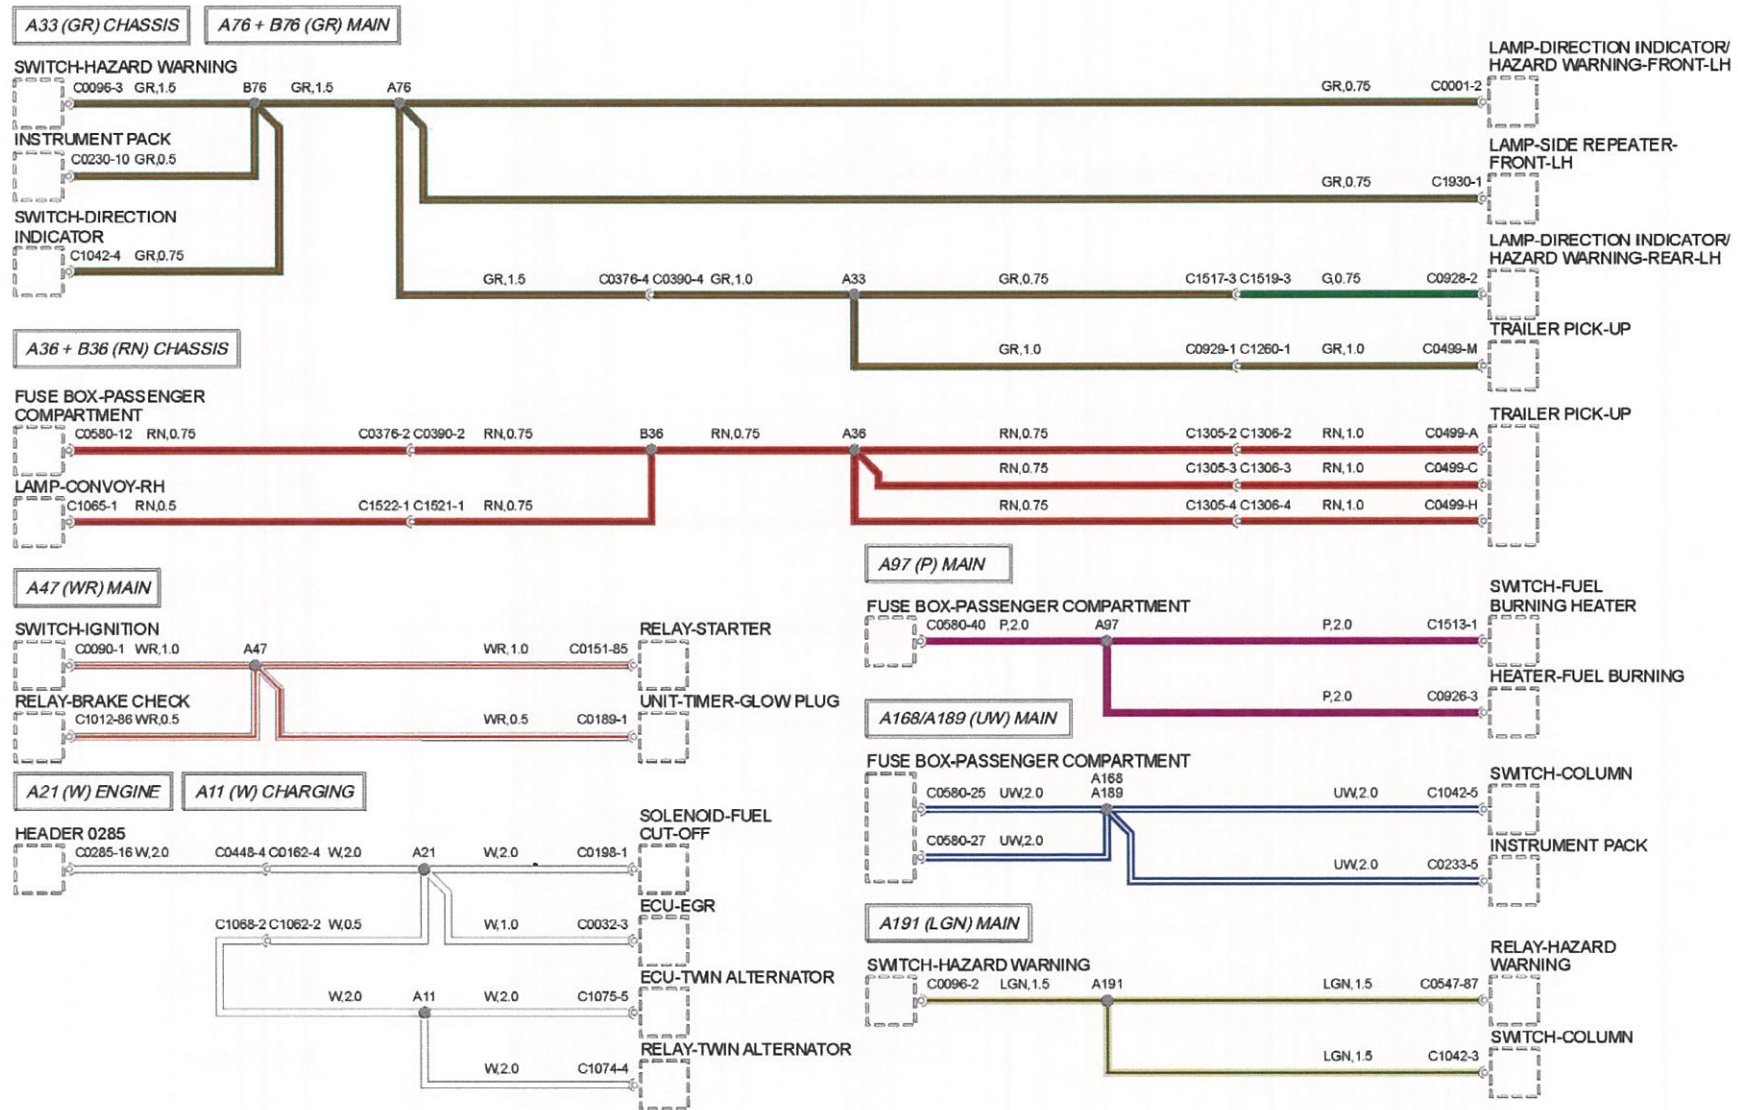 A33 (GR) CHASSIS
A76 + B76 (GR) MAIN
SWITCH-HAZARD WARNING
C0096-3 GR,1.5 B76 GR,1.5 A76 GR,0.75 C0001-2
LAMP-DIRECTION INDICATOR/
HAZARD WARNING-FRONT-LH
INSTRUMENT PACK
C0230-10 GR,0.5
LAMP-SIDE REPEATER-
FRONT-LH
GR,0.75 C1930-1
SWITCH-DIRECTION
INDICATOR
C1042-4 GR,0.75
LAMP-DIRECTION INDICATOR/
HAZARD WARNING-REAR-LH
GR,1.5 C0376-4 C0390-4 GR,1.0 A33 GR,0.75 C1517-3 C1519-3 G,0.75 C0928-2
TRAILER PICK-UP
GR,1.0 C0929-1 C1260-1 GR,1.0 C0499-M
A36 + B36 (RN) CHASSIS
FUSE BOX-PASSENGER
COMPARTMENT
C0580-12 RN,0.75 C0376-2 C0390-2 RN,0.75 B36 RN,0.75 A36 RN,0.75 C1305-2 C1306-2 RN,1.0 C0499-A
TRAILER PICK-UP
RN,0.75 C1305-3 C1306-3 RN,1.0 C0499-C
LAMP-CONVOY-RH
C1065-1 RN,0.5 C1522-1 C1521-1 RN,0.75 RN,0.75 C1305-4 C1306-4 RN,1.0 C0499-H
A47 (WR) MAIN
SWITCH-IGNITION
C0090-1 WR,1.0 A47 WR,1.0 C0151-85
RELAY-STARTER
RELAY-BRAKE CHECK
C1012-86 WR,0.5 WR,0.5 C0189-1
UNIT-TIMER-GLOW PLUG
A97 (P) MAIN
FUSE BOX-PASSENGER COMPARTMENT
C0580-40 P,2.0 A97 P,2.0 C1513-1
SWITCH-FUEL
BURNING HEATER
HEATER-FUEL BURNING
P,2.0 C0926-3
A21 (W) ENGINE
A11 (W) CHARGING
HEADER 0285
C0285-16 W,2.0 C0448-4 C0162-4 W,2.0 A21 W,2.0 C0198-1
SOLENOID-FUEL
CUT-OFF
C1068-2 C1062-2 W,0.5 W,1.0 C0032-3
ECU-EGR
W,2.0 A11 W,2.0 C1075-5
ECU-TWIN ALTERNATOR
W,2.0 C1074-4
RELAY-TWIN ALTERNATOR
A168/A189 (UW) MAIN
FUSE BOX-PASSENGER COMPARTMENT
A168
C0580-25 UW,2.0 A189 UW,2.0 C1042-5
SWITCH-COLUMN
C0580-27 UW,2.0
INSTRUMENT PACK
UW,2.0 C0233-5
A191 (LGN) MAIN
SWITCH-HAZARD WARNING
C0096-2 LGN,1.5 A191 LGN,1.5 C0547-87
RELAY-HAZARD
WARNING
SWITCH-COLUMN
LGN,1.5 C1042-3